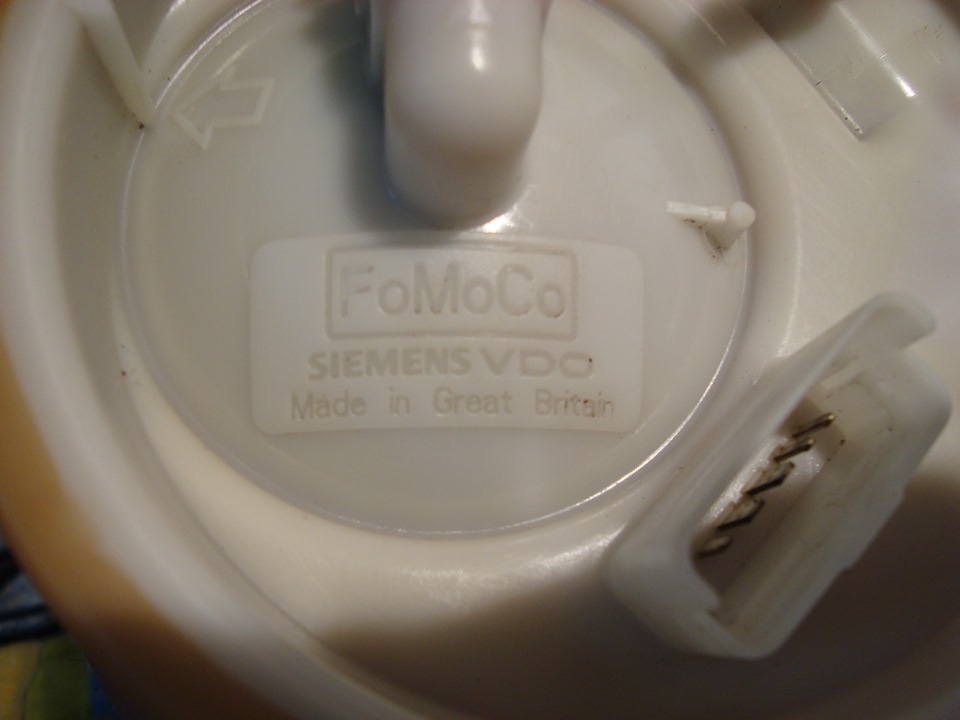 FoMoCo
SIEMENS VDO
Made in Great Britain